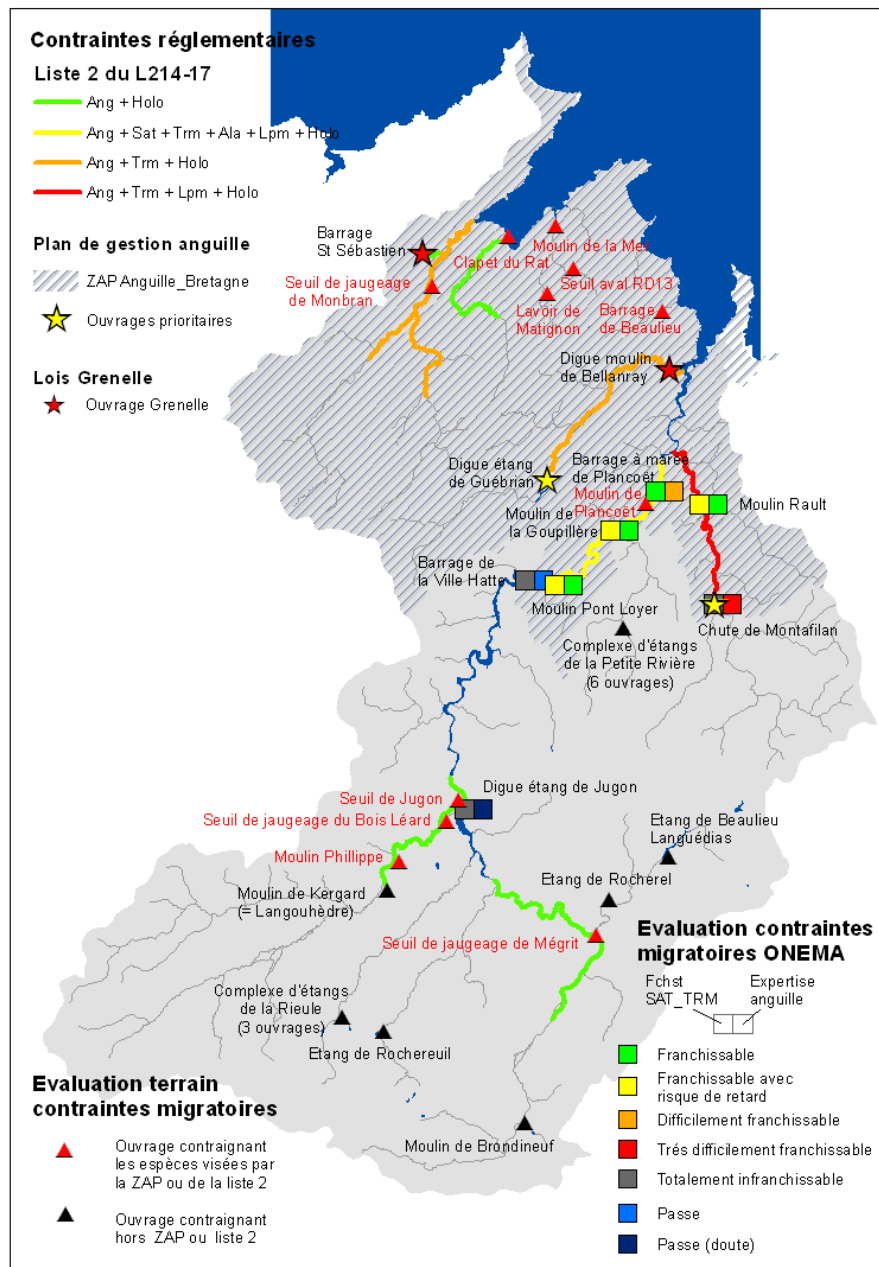 Contraintes réglementaires
Liste 2 du L214-17
Ang + Holo
Ang + Sat + Trm + Ala + Lpm + Holo
Ang + Trm + Holo
Ang + Trm + Lpm + Holo
Plan de gestion anguille
ZAP Anguille_Bretagne
Ouvrages prioritaires
Lois Grenelle
Ouvrage Grenelle
Barrage
St Sébastien
Seuil de jaugeage
de Monbran
Clapet du Rat
Moulin de la Mer
Seuil aval RD13
Lavoir de
Matignon
Barrage
de Beaulieu
Digue moulin
de Bellanray
Digue étang
de Guébrian
Barrage à marée
de Plancoët
Moulin de
Plancoët
Moulin de
la Goupillère
Moulin Rault
Barrage de
la Ville Hatte
Moulin Pont Loyer
Complexe d'étangs
de la Petite Rivière
(6 ouvrages)
Chute de Montafilan
Seuil de Jugon
Digue étang de Jugon
Seuil de jaugeage du Bois Léard
Moulin Phillippe
Moulin de Kergard
(= Langouhèdre)
Etang de Beaulieu
Languédias
Etang de Rocherel
Seuil de jaugeage de Mégrit
Complexe d'étangs
de la Rieule
(3 ouvrages)
Etang de Rochereuil
Moulin de Brondineuf
Evaluation contraintes
migratoires ONEMA
Fchst
SAT_TRM
Expertise
anguille
Franchissable
Franchissable avec
risque de retard
Difficilement franchissable
Trés difficilement franchissable
Totalement infranchissable
Passe
Passe (doute)
Evaluation terrain
contraintes migratoires
Ouvrage contraignant
les espèces visées par
la ZAP ou de la liste 2
Ouvrage contraignant
hors ZAP ou liste 2